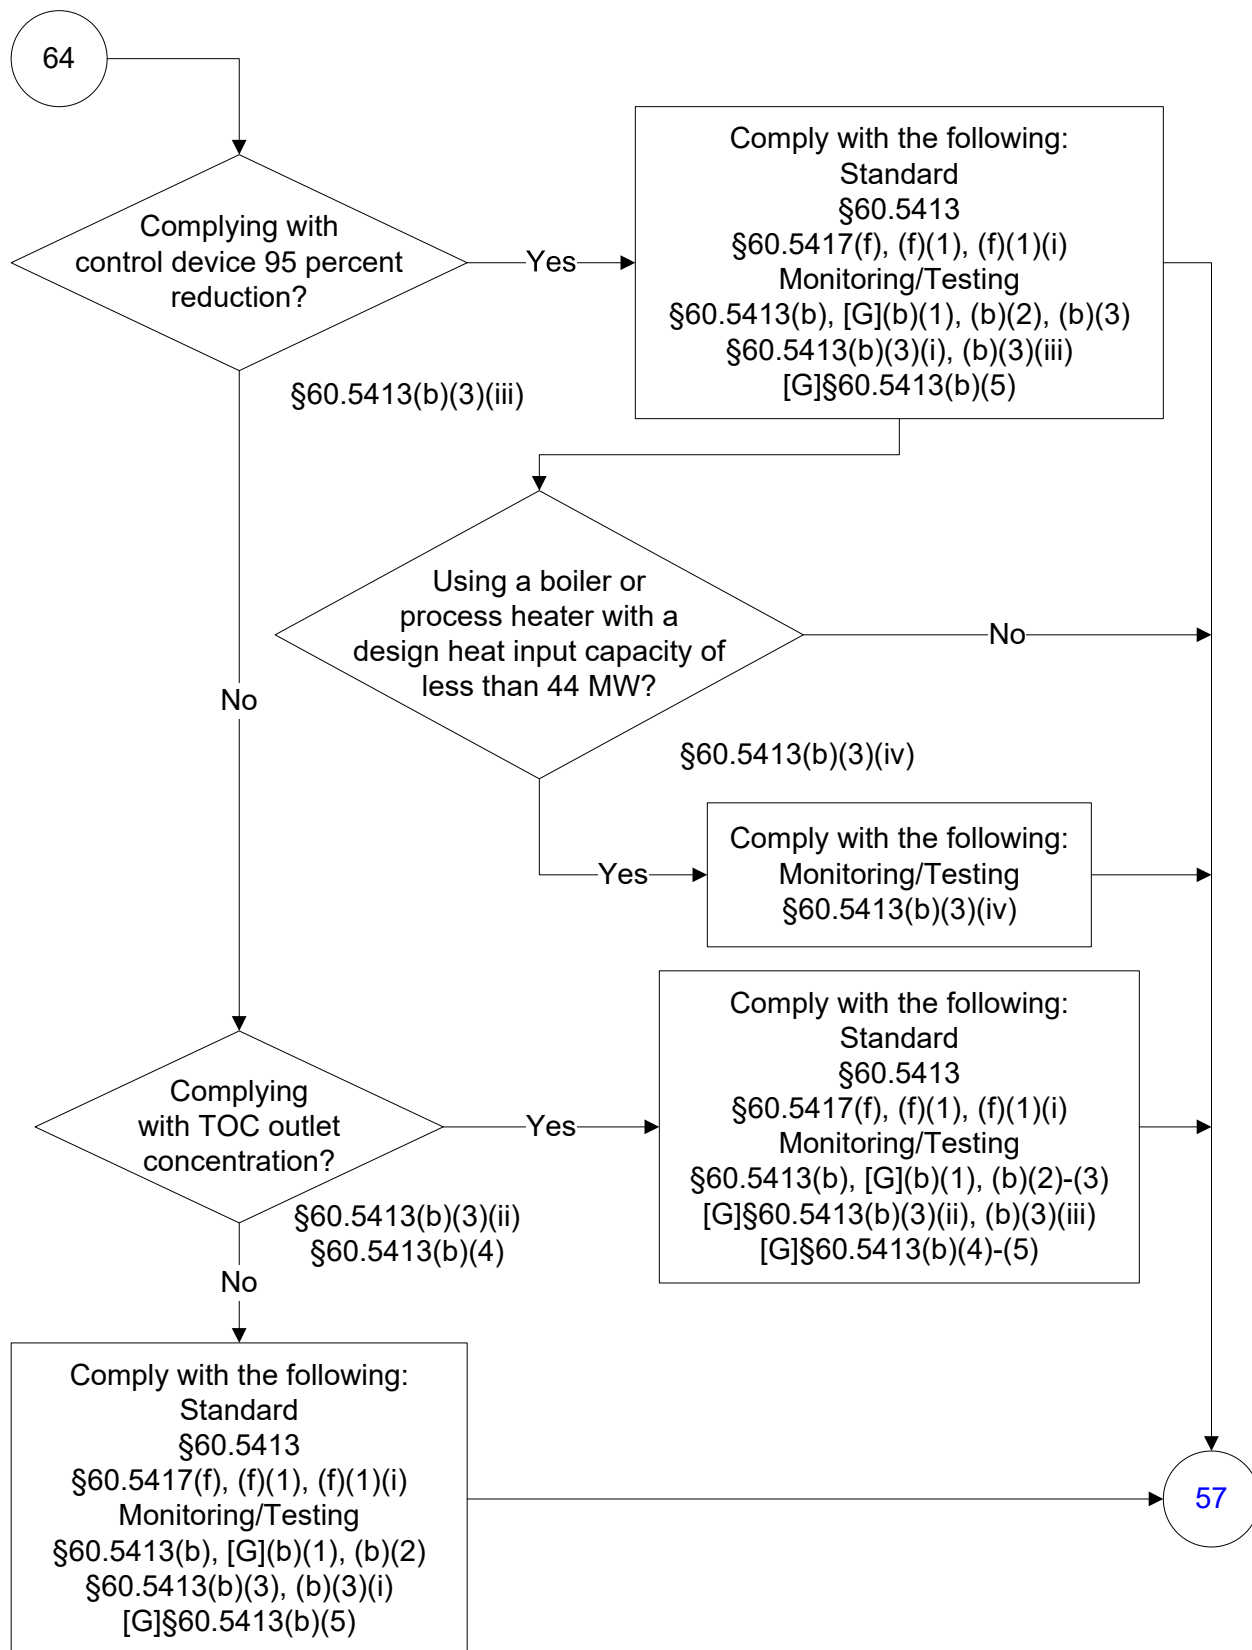 64
Complying with
control device 95 percent
reduction?
Yes
Comply with the following:
Standard
§60.5413
§60.5417(f), (f)(1), (f)(1)(i)
Monitoring/Testing
§60.5413(b), [G](b)(1), (b)(2), (b)(3)
§60.5413(b)(3)(i), (b)(3)(iii)
[G]§60.5413(b)(5)
§60.5413(b)(3)(iii)
Using a boiler or
process heater with a
design heat input capacity of
less than 44 MW?
No
No
§60.5413(b)(3)(iv)
Yes
Comply with the following:
Monitoring/Testing
§60.5413(b)(3)(iv)
Complying
with TOC outlet
concentration?
Yes
Comply with the following:
Standard
§60.5413
§60.5417(f), (f)(1), (f)(1)(i)
Monitoring/Testing
§60.5413(b), [G](b)(1), (b)(2)-(3)
[G]§60.5413(b)(3)(ii), (b)(3)(iii)
[G]§60.5413(b)(4)-(5)
§60.5413(b)(3)(ii)
§60.5413(b)(4)
No
Comply with the following:
Standard
§60.5413
§60.5417(f), (f)(1), (f)(1)(i)
Monitoring/Testing
§60.5413(b), [G](b)(1), (b)(2)
§60.5413(b)(3), (b)(3)(i)
[G]§60.5413(b)(5)
57